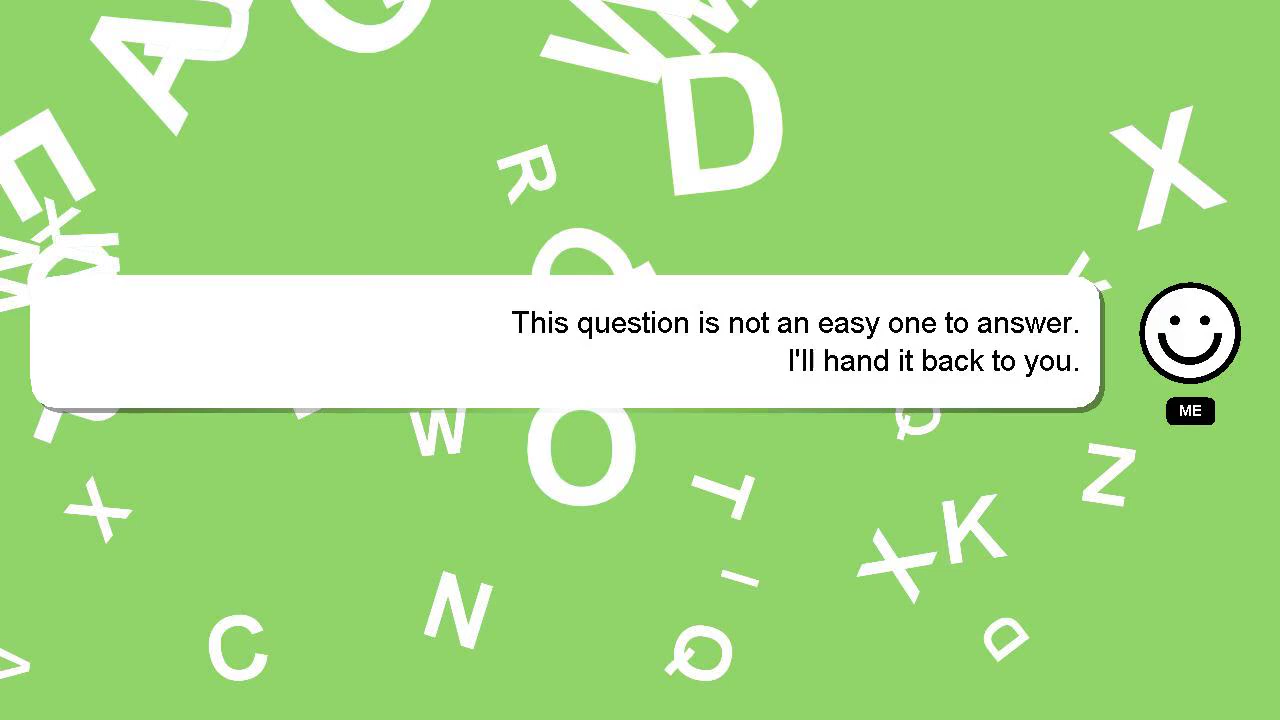 This question is not an easy one to answer.
I'll hand it back to you.
ME